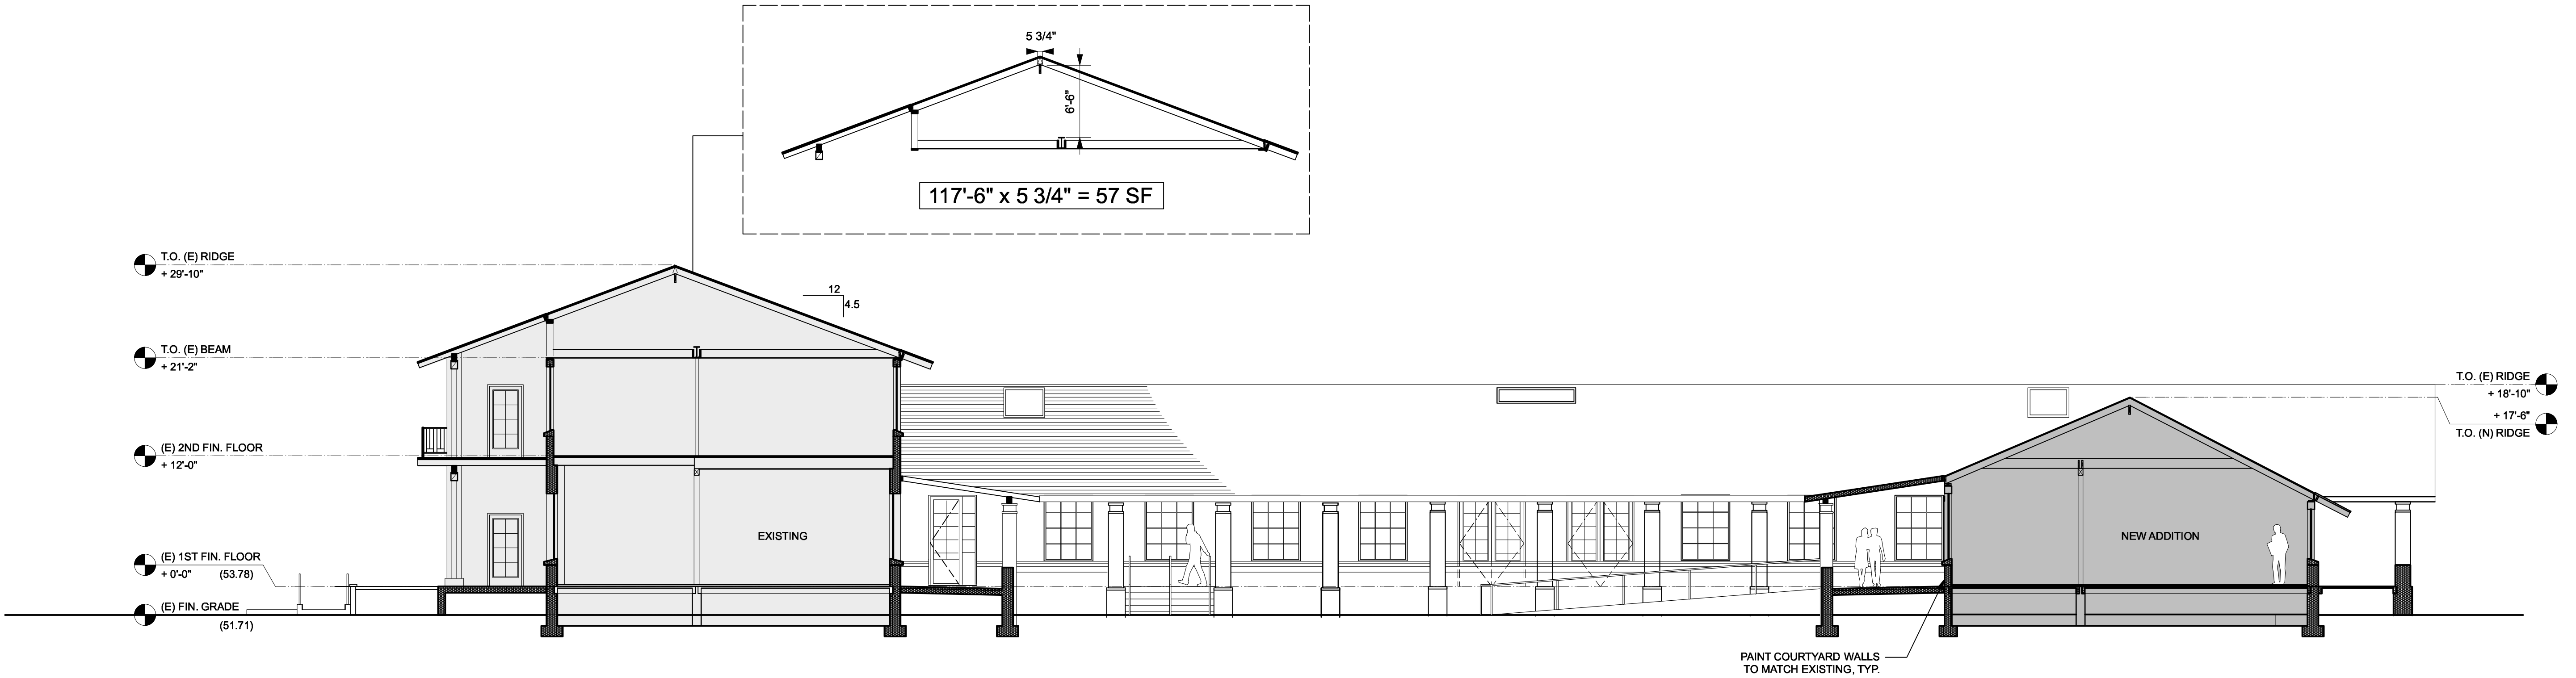 5 3/4"
6'-6"
117'-6" x 5 3/4" = 57 SF
T.O. (E) RIDGE
+ 29'-10"
12
4.5
T.O. (E) BEAM
+ 21'-2"
T.O. (E) RIDGE
+ 18'-10"
+ 17'-6"
T.O. (N) RIDGE
(E) 2ND FIN. FLOOR
+ 12'-0"
EXISTING
NEW ADDITION
(E) 1ST FIN. FLOOR
+ 0'-0" (53.78)
(E) FIN. GRADE
(51.71)
PAINT COURTYARD WALLS
TO MATCH EXISTING, TYP.